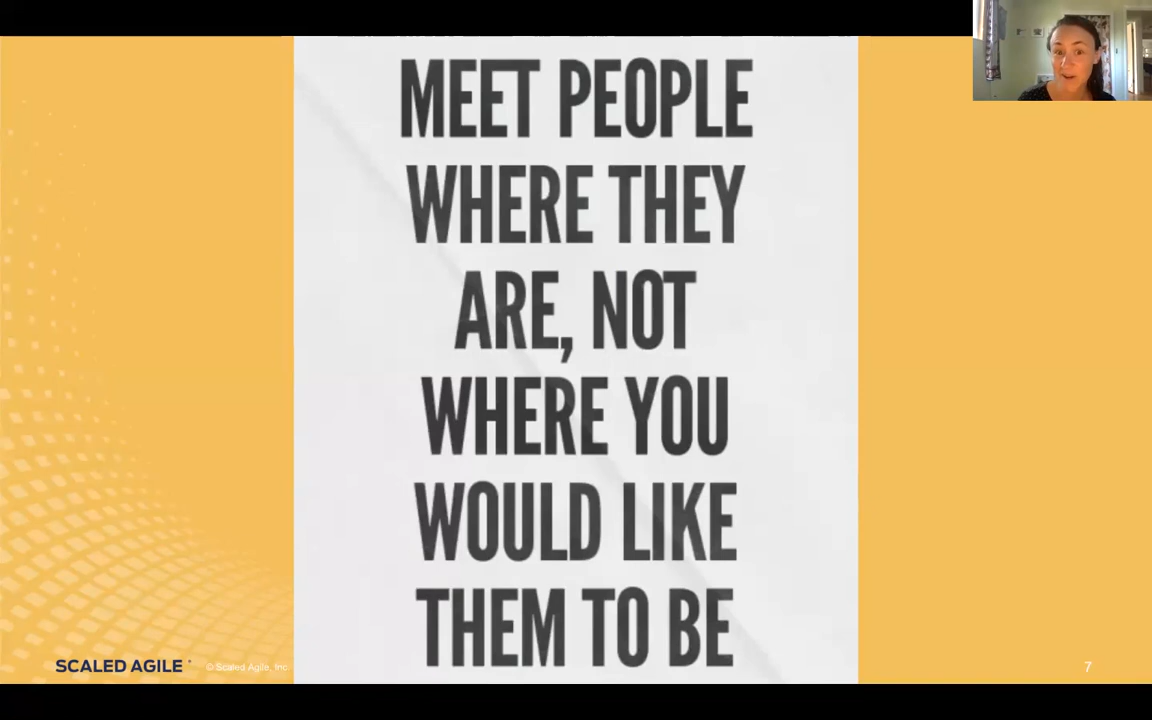 MEET PEOPLE
WHERE THEY
ARE, NOT
WHERE YOU
WOULD LIKE
THEM TO BE
SCALED AGILE
© Scaled Agile, Inc.
7